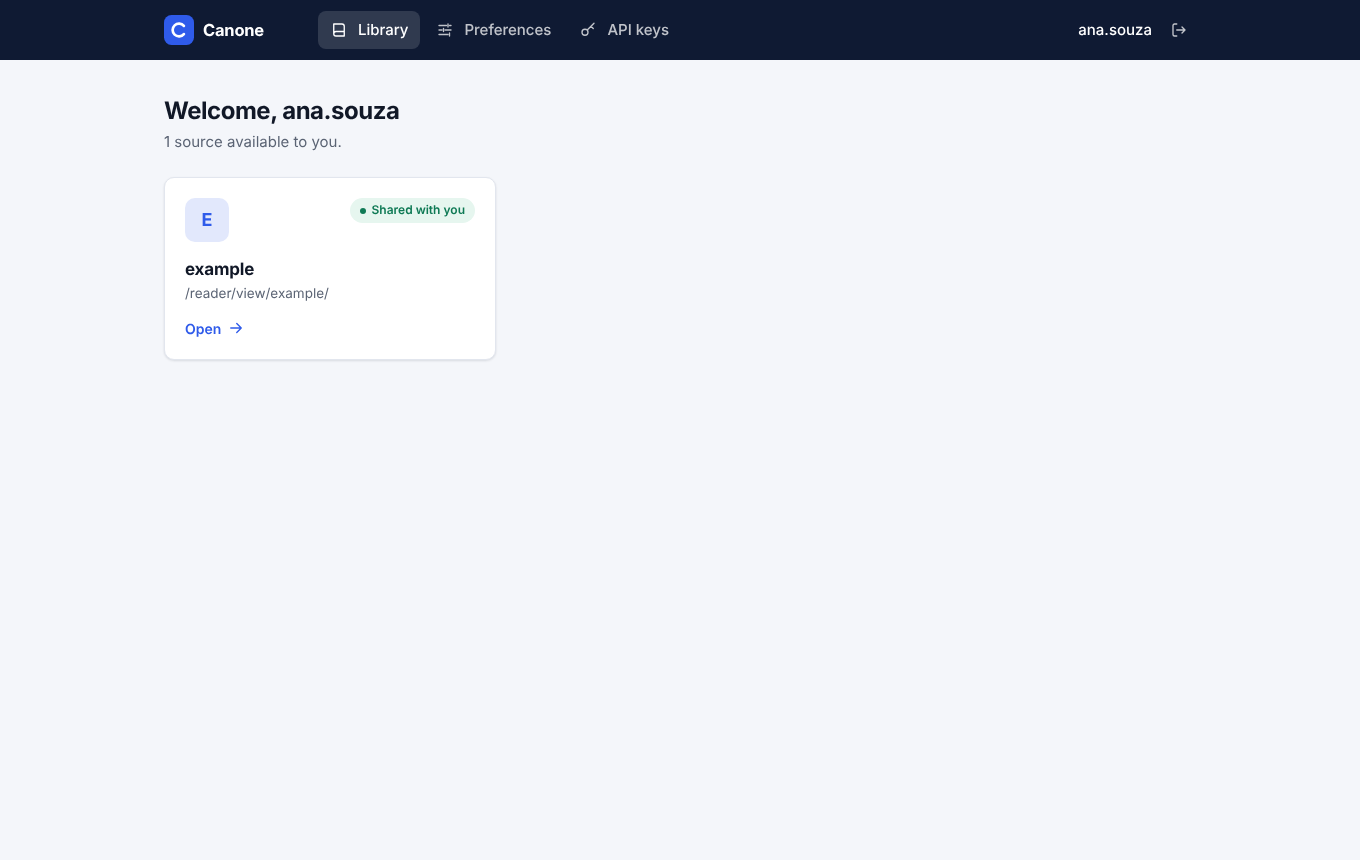 C Canone Library Preferences API keys ana.souza
Welcome, ana.souza
1 source available to you.
E Shared with you
example
/reader/view/example/
Open →